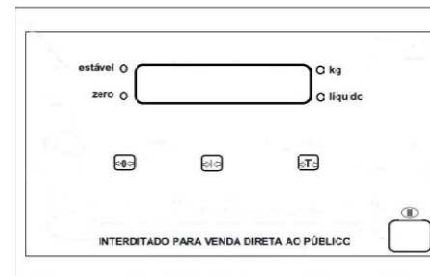 estável kg
zero líquido
T
INTERDITADO PARA VENDA DIRETA AO PÚBLICO